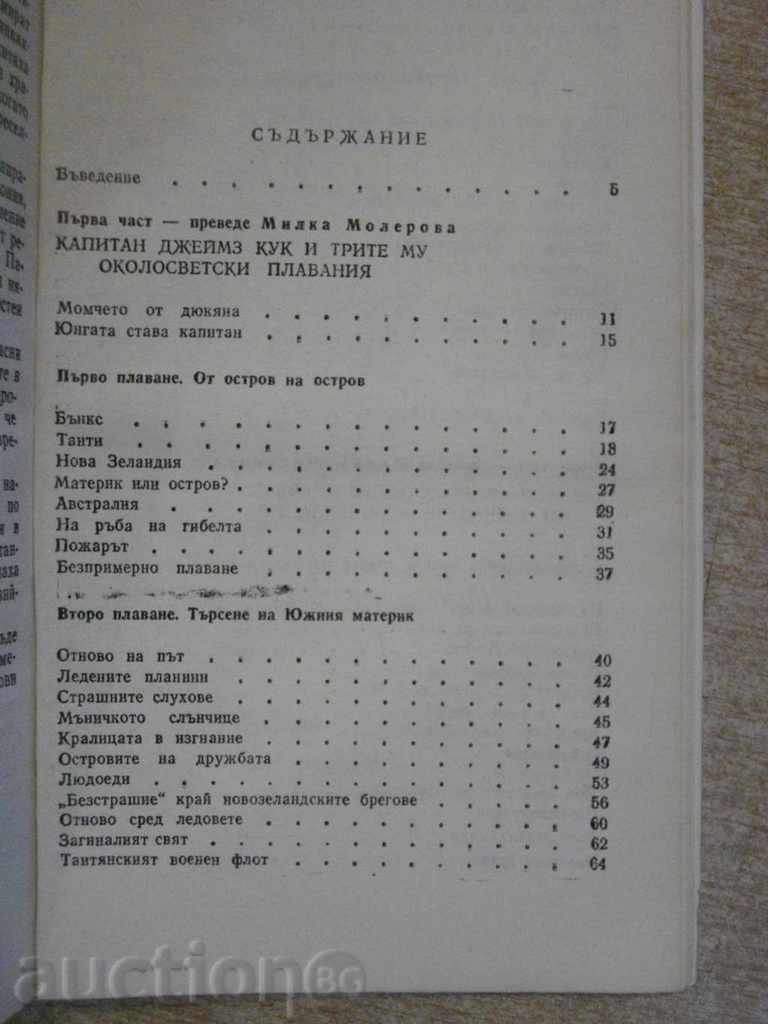 СЪДЪРЖАНИЕ
Въведение . . . . . . . . . . . . . . . 5
Първа част — преведе Милка Молерова
КАПИТАН ДЖЕЙМЗ КУК И ТРИТЕ МУ
ОКОЛОСВЕТСКИ ПЛАВАНИЯ
Момчето от дюкяна . . . . . . . . . . . . 11
Юнгата става капитан . . . . . . . . . . . . 15
Първо плаване. От остров на остров
Бънкс . . . . . . . . . . . . . . . . 17
Таити . . . . . . . . . . . . . . . . 18
Нова Зеландия . . . . . . . . . . . . . 24
Материк или остров? . . . . . . . . . . . . 27
Австралия . . . . . . . . . . . . . . 29
На ръба на гибелта . . . . . . . . . . . . 31
Пожарът . . . . . . . . . . . . . . . 35
Безпримерно плаване . . . . . . . . . . . 37
Второ плаване. Търсене на Южния материк
Отново на път . . . . . . . . . . . . . 40
Ледените планини . . . . . . . . . . . . 42
Страшните слухове . . . . . . . . . . . . 44
Мъничкото слънчице . . . . . . . . . . . 45
Кралицата в изгнание . . . . . . . . . . . 47
Островите на дружбата . . . . . . . . . . 49
Людоеди . . . . . . . . . . . . . . . 53
„Безстрашие“ край новозеландските брегове . . . . . 56
Отново сред ледовете . . . . . . . . . . . 60
Загиналият свят . . . . . . . . . . . . . 62
Таитянският военен флот . . . . . . . . . . 64
auctionBG